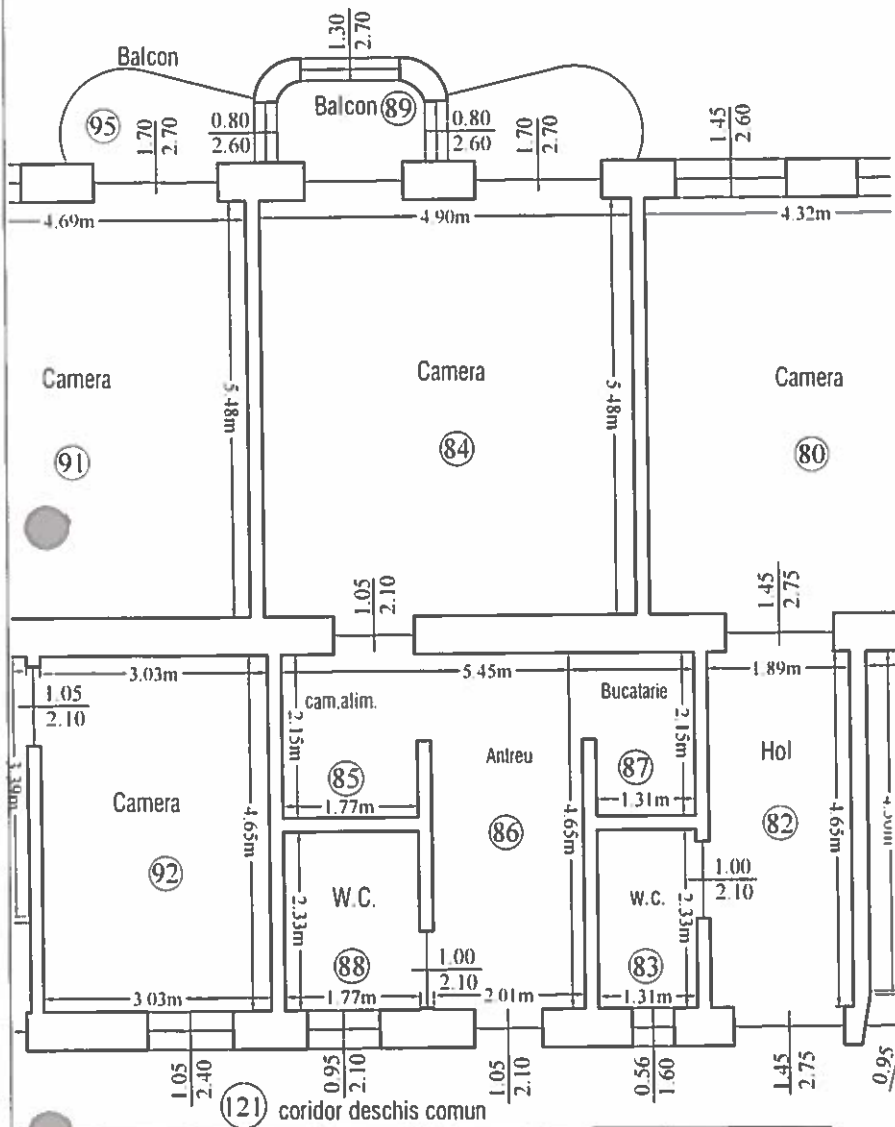 1.30
2.70
Balcon
Balcon 89
95
1.70
2.70
0.80
2.60
0.80
2.60
1.70
2.70
1.45
2.60
4.69m
4.90m
4.32m
Camera
91
5.48m
Camera
84
5.48m
Camera
80
1.05
2.10
1.45
2.75
3.03m
5.45m
1.89m
1.05
2.10
cam.alim.
Bucatarie
2.15m
2.15m
Antreu
Hol
85
87
1.77m
1.31m
3.39m
Camera
4.65m
86
4.65m
82
4.65m
92
W.C.
W.C.
1.00
2.10
2.33m
2.33m
88
1.00
2.10
83
3.03m
1.77m
2.01m
1.31m
1.05
2.40
0.95
2.10
1.05
2.10
0.56
1.60
1.45
2.75
0.95
121 coridor deschis comun